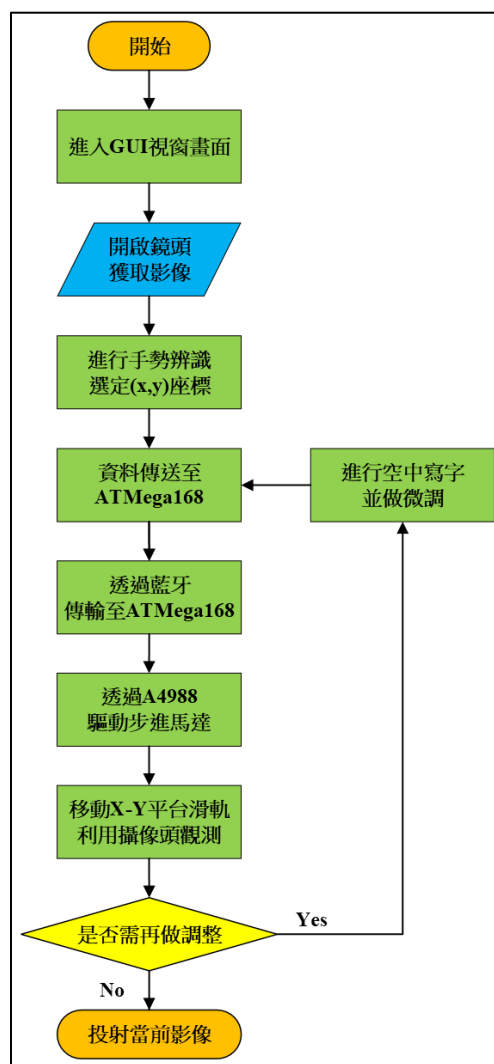 開始
進入GUI視窗畫面
開啟鏡頭
獲取影像
進行手勢辨識
選定(x,y)座標
資料傳送至
ATMega168
進行空中寫字
並做微調
透過藍牙
傳輸至ATMega168
透過A4988
驅動步進馬達
移動X-Y平台滑軌
利用攝像頭觀測
是否需再做調整
Yes
No
投射當前影像